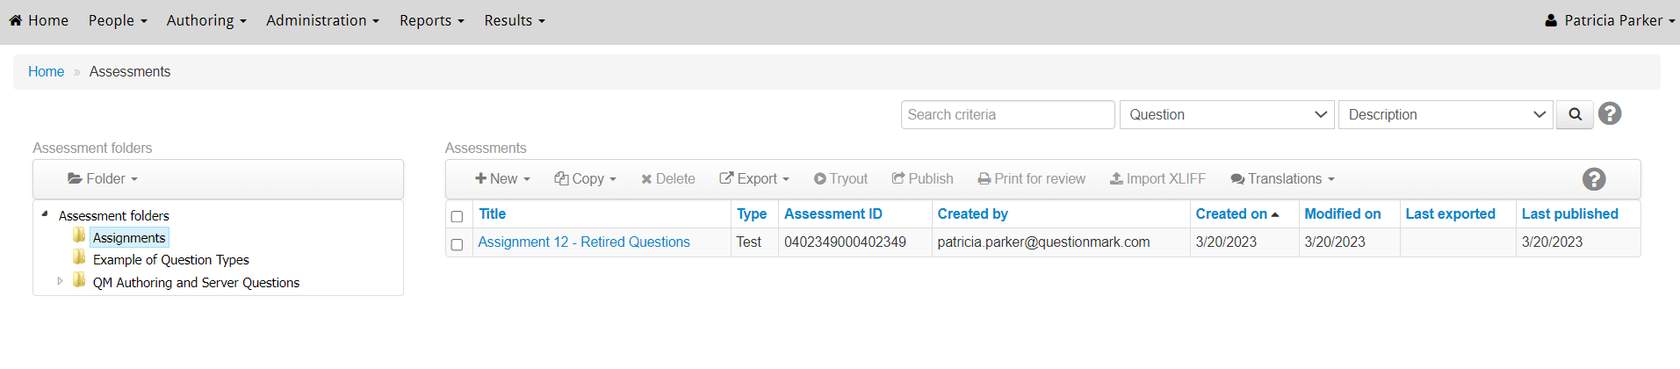 Home People Authoring Administration Reports Results Patricia Parker
Home » Assessments
Search criteria Question Description ?
Assessment folders
Folder
Assessment folders
Assignments
Example of Question Types
QM Authoring and Server Questions
Assessments
New Copy Delete Export Tryout Publish Print for review Import XLIFF Translations ?
Title Type Assessment ID Created by Created on Modified on Last exported Last published
Assignment 12 - Retired Questions Test 0402349000402349 patricia.parker@questionmark.com 3/20/2023 3/20/2023 3/20/2023